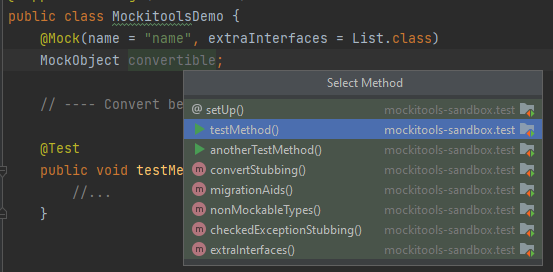 public class MockitoolsDemo {
@Mock(name = "name", extraInterfaces = List.class)
MockObject convertible;
Select Method
@ setUp() mockitools-sandbox.test
// ---- Convert be
testMethod() mockitools-sandbox.test
@Test
anotherTestMethod() mockitools-sandbox.test
public void testMe
m convertStubbing() mockitools-sandbox.test
//...
m migrationAids() mockitools-sandbox.test
}
m nonMockableTypes() mockitools-sandbox.test
m checkedExceptionStubbing() mockitools-sandbox.test
m extraInterfaces() mockitools-sandbox.test